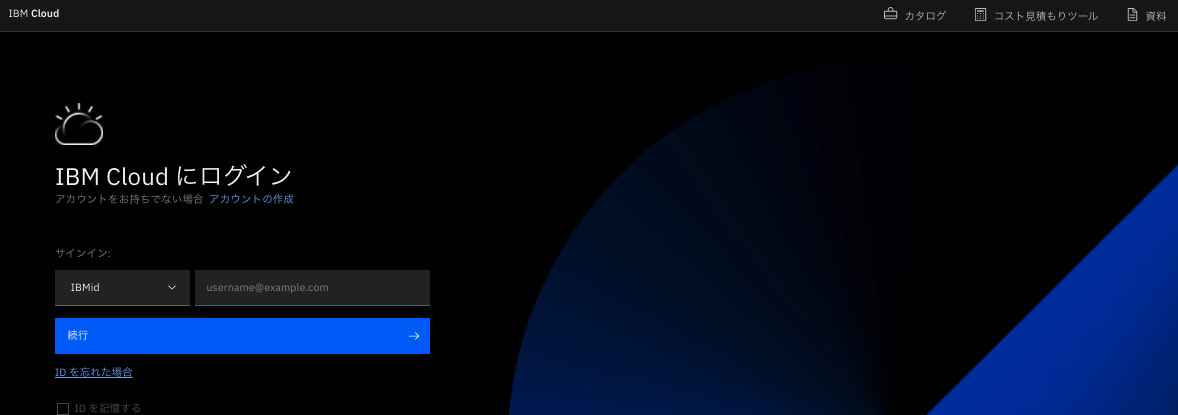 IBM Cloud
カタログ
コスト見積もりツール
資料
IBM Cloud にログイン
アカウントをお持ちでない場合 アカウントの作成
サインイン:
IBMid
username@example.com
続行
ID を忘れた場合
ID を記憶する